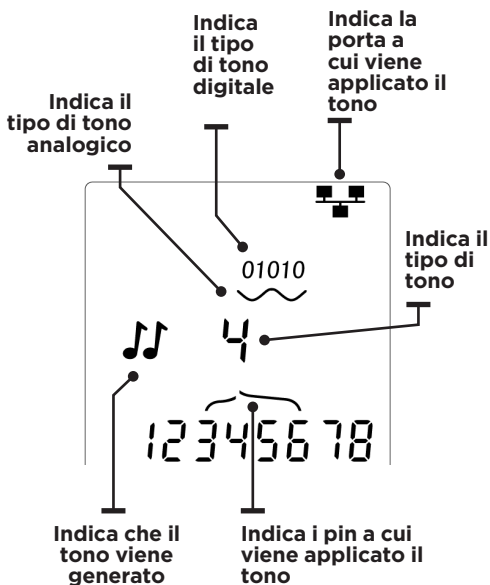 Indica
il tipo
di tono
digitale
Indica la
porta a
cui viene
applicato il
tono
Indica il
tipo di tono
analogico
01010
Indica il
tipo di
tono
4
12345678
Indica che il
tono viene
generato
Indica i pin a cui
viene applicato il
tono